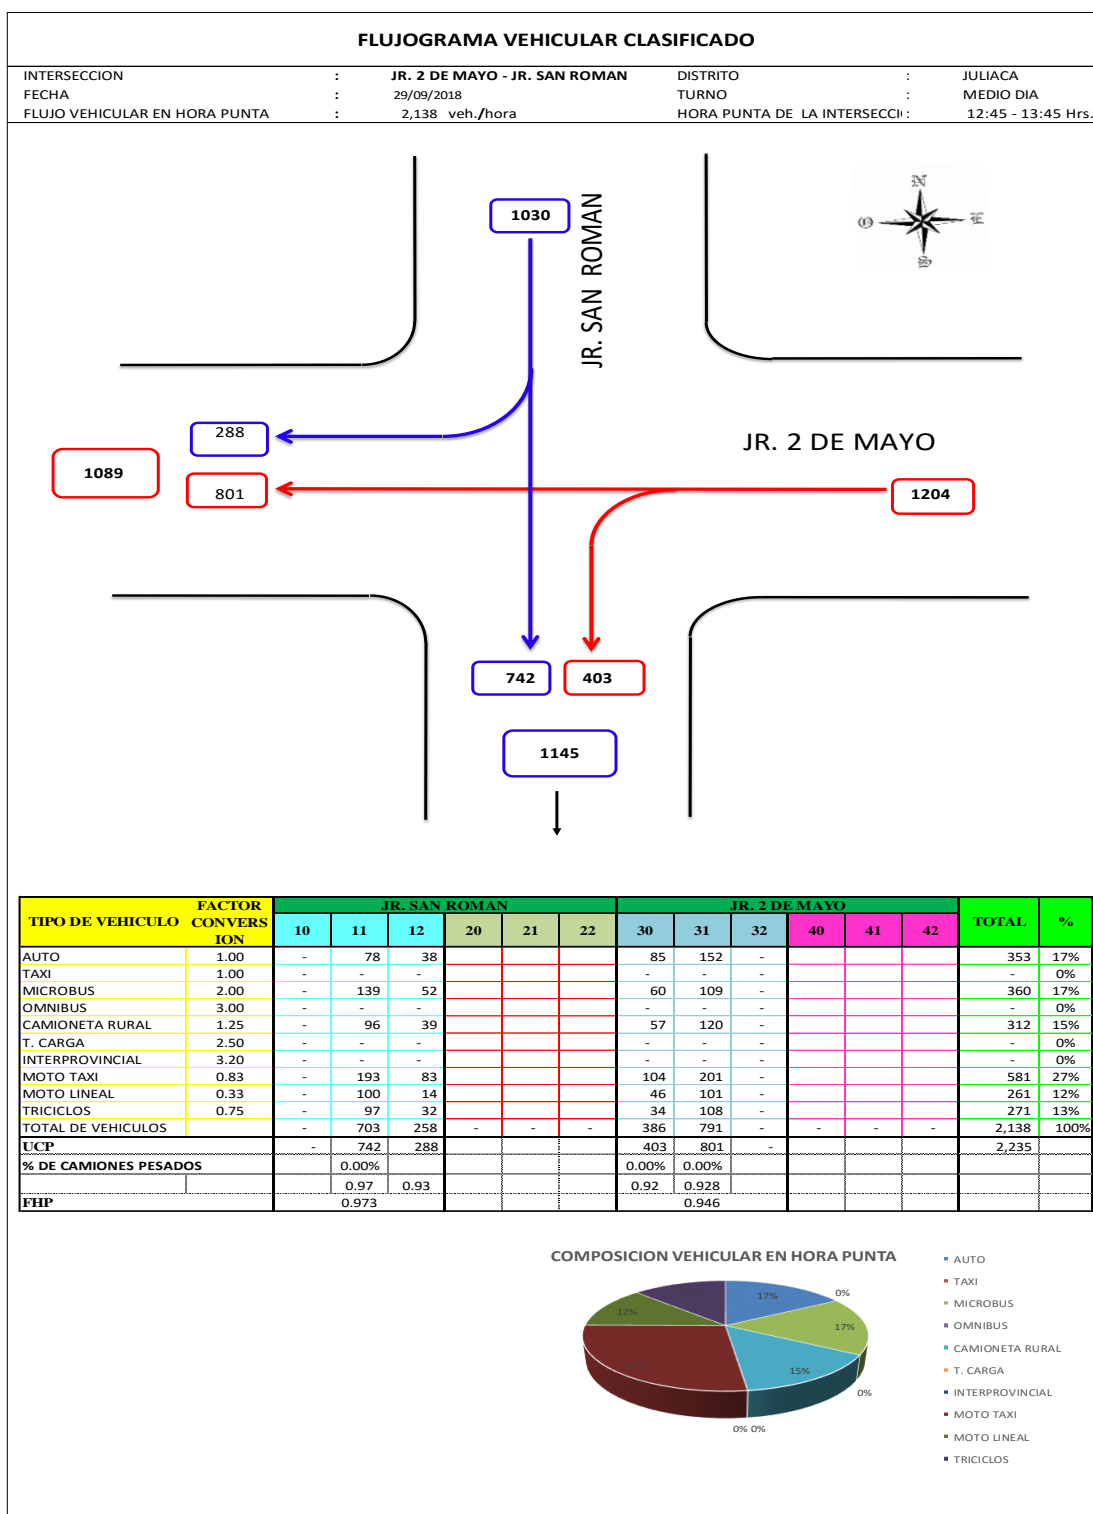 FLUJOGRAMA VEHICULAR CLASIFICADO
INTERSECCION : JR. 2 DE MAYO - JR. SAN ROMAN DISTRITO : JULIACA
FECHA : 29/09/2018 TURNO : MEDIO DIA
FLUJO VEHICULAR EN HORA PUNTA : 2,138 veh./hora HORA PUNTA DE LA INTERSECCI : 12:45 - 13:45 Hrs.
1030
JR. SAN ROMAN
N
O
E
S
288
JR. 2 DE MAYO
1089
801
1204
742
403
1145
TIPO DE VEHICULO FACTOR CONVERS ION JR. SAN ROMAN JR. 2 DE MAYO TOTAL %
10 11 12 20 21 22 30 31 32 40 41 42
AUTO 1.00 - 78 38 85 152 - 353 17%
TAXI 1.00 - - - - - - - 0%
MICROBUS 2.00 - 139 52 60 109 - 360 17%
OMNIBUS 3.00 - - - - - - - 0%
CAMIONETA RURAL 1.25 - 96 39 57 120 - 312 15%
T. CARGA 2.50 - - - - - - - 0%
INTERPROVINCIAL 3.20 - - - - - - - 0%
MOTO TAXI 0.83 - 193 83 104 201 - 581 27%
MOTO LINEAL 0.33 - 100 14 46 101 - 261 12%
TRICICLOS 0.75 - 97 32 34 108 - 271 13%
TOTAL DE VEHICULOS - 703 258 - - - 386 791 - - - - 2,138 100%
UCP - 742 288 403 801 - 2,235
% DE CAMIONES PESADOS 0.00% 0.00% 0.00%
0.97 0.93 0.92 0.928
FHP 0.973 0.946
COMPOSICION VEHICULAR EN HORA PUNTA
17%
0%
17%
0%
15%
0% 0%
12%
AUTO
TAXI
MICROBUS
OMNIBUS
CAMIONETA RURAL
T. CARGA
INTERPROVINCIAL
MOTO TAXI
MOTO LINEAL
TRICICLOS